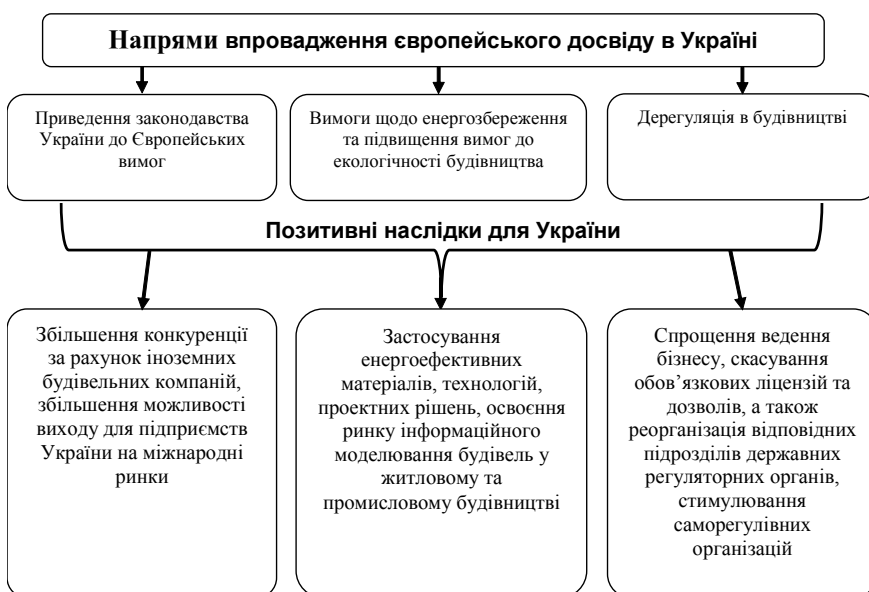 Напрями впровадження європейського досвіду в Україні
Приведення законодавства
України до Європейських
вимог
Вимоги щодо енергозбереження
та підвищення вимог до
екологічності будівництва
Дерегуляція в будівництві
Позитивні наслідки для України
Збільшення конкуренції
за рахунок іноземних
будівельних компаній,
збільшення можливості
виходу для підприємств
України на міжнародні
ринки
Застосування
енергоефективних
матеріалів, технологій,
проектних рішень, освоєння
ринку інформаційного
моделювання будівель у
житловому та
промисловому будівництві
Спрощення ведення
бізнесу, скасування
обов’язкових ліцензій та
дозволів, а також
реорганізація відповідних
підрозділів державних
регуляторних органів,
стимулювання
саморегулівних
організацій